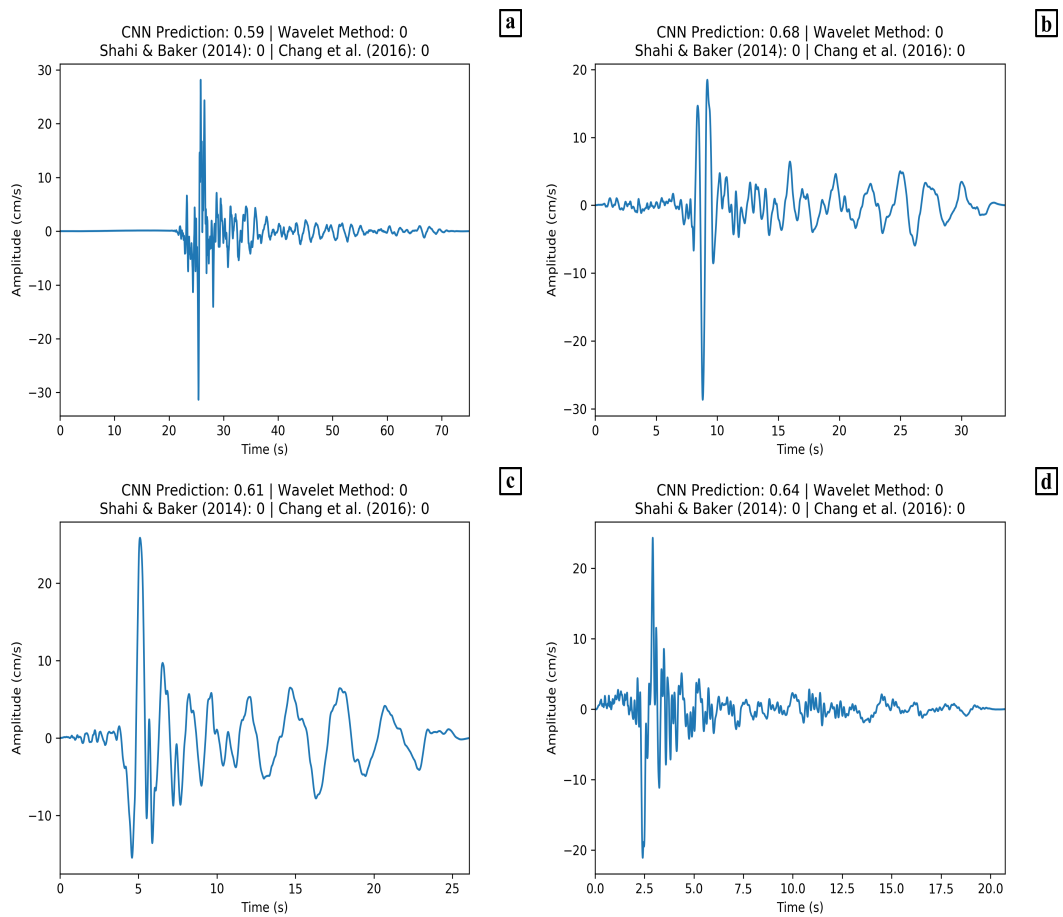 a
CNN Prediction: 0.59 | Wavelet Method: 0
Shahi & Baker (2014): 0 | Chang et al. (2016): 0
30
20
10
0
−10
−20
−30
Amplitude (cm/s)
0 10 20 30 40 50 60 70
Time (s)
b
CNN Prediction: 0.68 | Wavelet Method: 0
Shahi & Baker (2014): 0 | Chang et al. (2016): 0
20
10
0
−10
−20
−30
Amplitude (cm/s)
0 5 10 15 20 25 30
Time (s)
c
CNN Prediction: 0.61 | Wavelet Method: 0
Shahi & Baker (2014): 0 | Chang et al. (2016): 0
20
10
0
−10
Amplitude (cm/s)
0 5 10 15 20 25
Time (s)
d
CNN Prediction: 0.64 | Wavelet Method: 0
Shahi & Baker (2014): 0 | Chang et al. (2016): 0
20
10
0
−10
−20
Amplitude (cm/s)
0.0 2.5 5.0 7.5 10.0 12.5 15.0 17.5 20.0
Time (s)